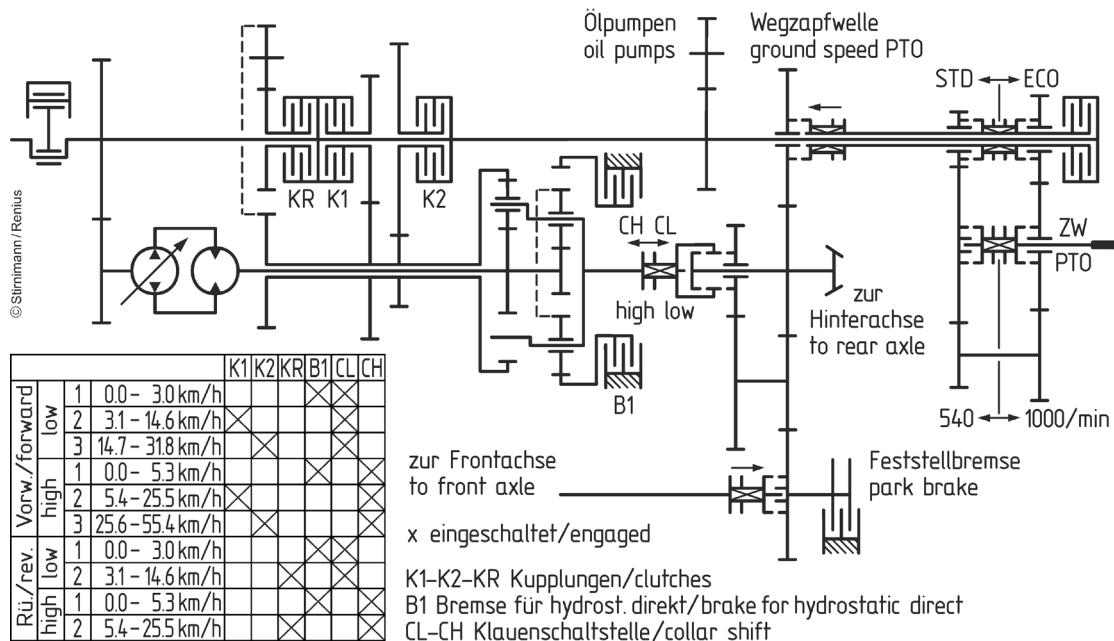 Ölpumpen
oil pumps
Wegzapfwelle
ground speed PTO
STD ECO
KR K1 K2
CH CL
high low
ZW
PTO
zur
Hinterachse
to rear axle
B1
540 1000/min
zur Frontachse
to front axle
Feststellbremse
park brake
x eingeschaltet/engaged
K1–K2–KR Kupplungen/clutches
B1 Bremse für hydrost. direkt/brake for hydrostatic direct
CL–CH Klauenschaltstelle/collar shift
© Stirnimann/Renius
K1 K2 KR B1 CL CH
Vorw./forward
low
1 0.0 – 3.0 km/h
2 3.1 – 14.6 km/h
3 14.7 – 31.8 km/h
high
1 0.0 – 5.3 km/h
2 5.4 – 25.5 km/h
3 25.6 – 55.4 km/h
Rü./rev.
low
1 0.0 – 3.0 km/h
2 3.1 – 14.6 km/h
high
1 0.0 – 5.3 km/h
2 5.4 – 25.5 km/h